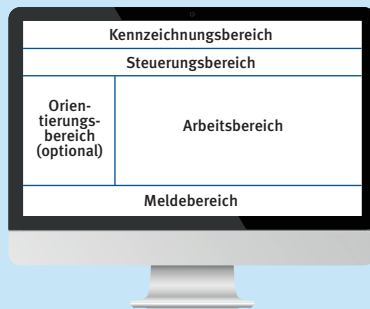 Kennzeichnungsbereich
Steuerungsbereich
Orien-
tierungs-
bereich
(optional)
Arbeitsbereich
Meldebereich